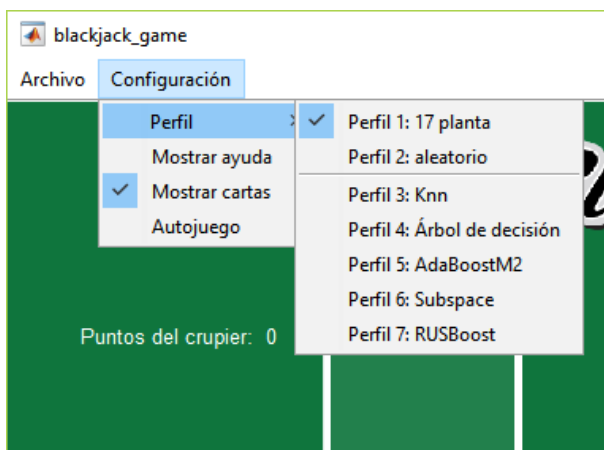 blackjack_game
Archivo Configuración
Perfil
Mostrar ayuda
Mostrar cartas
Autojuego
Perfil 1: 17 planta
Perfil 2: aleatorio
Perfil 3: Knn
Perfil 4: Árbol de decisión
Perfil 5: AdaBoostM2
Perfil 6: Subspace
Perfil 7: RUSBoost
Puntos del crupier: 0